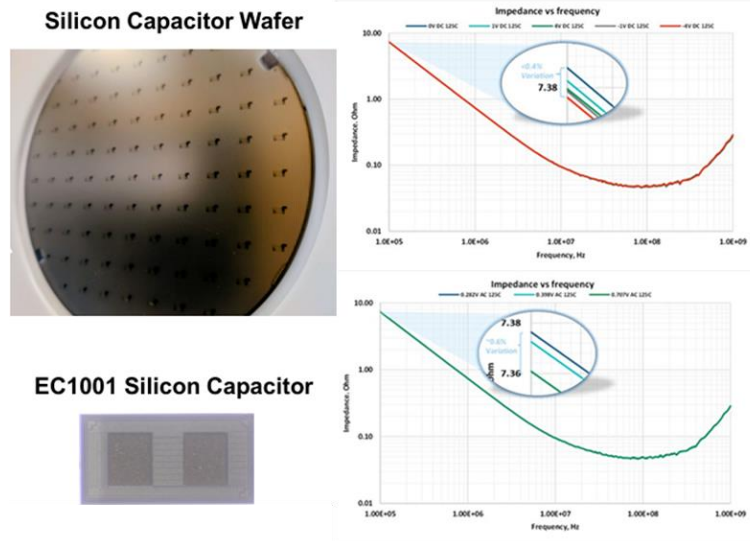 Silicon Capacitor Wafer
EC1001 Silicon Capacitor
Impedance vs frequency
0V DC 125C 1V DC 125C 4V DC 125C -1V DC 125C -4V DC 125C
10.00
1.00
0.10
0.01
Impedance. Ohm
<0.4%
Variation
7.38
1.0E+05 1.0E+06 1.0E+07 1.0E+08 1.0E+09
Frequency, Hz
Impedance vs frequency
0.282V AC 125C 0.398V AC 125C 0.707V AC 125C
10.00
1.00
0.10
0.01
Impedance. Ohm
7.38
~0.6%
Variation
7.36
hm
1.00E+05 1.00E+06 1.00E+07 1.00E+08 1.00E+09
Frequency, Hz